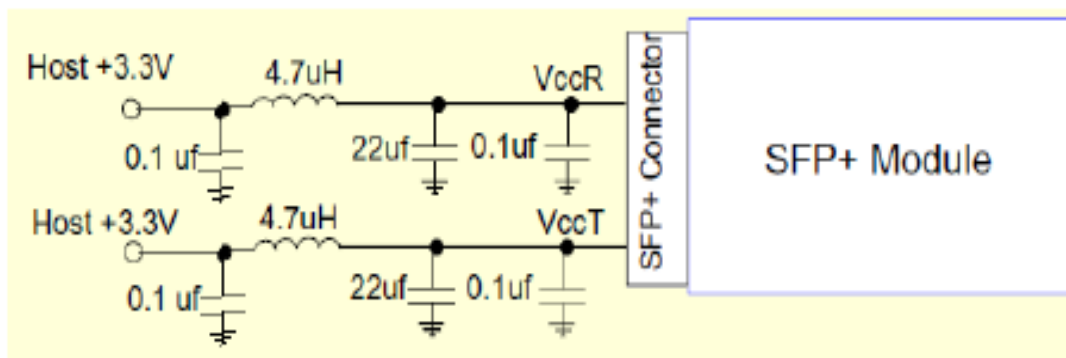 Host +3.3V
4.7uH
VccR
0.1 uf
22uf
0.1uf
Host +3.3V
4.7uH
VccT
0.1 uf
22uf
0.1uf
SFP+ Connector
SFP+ Module